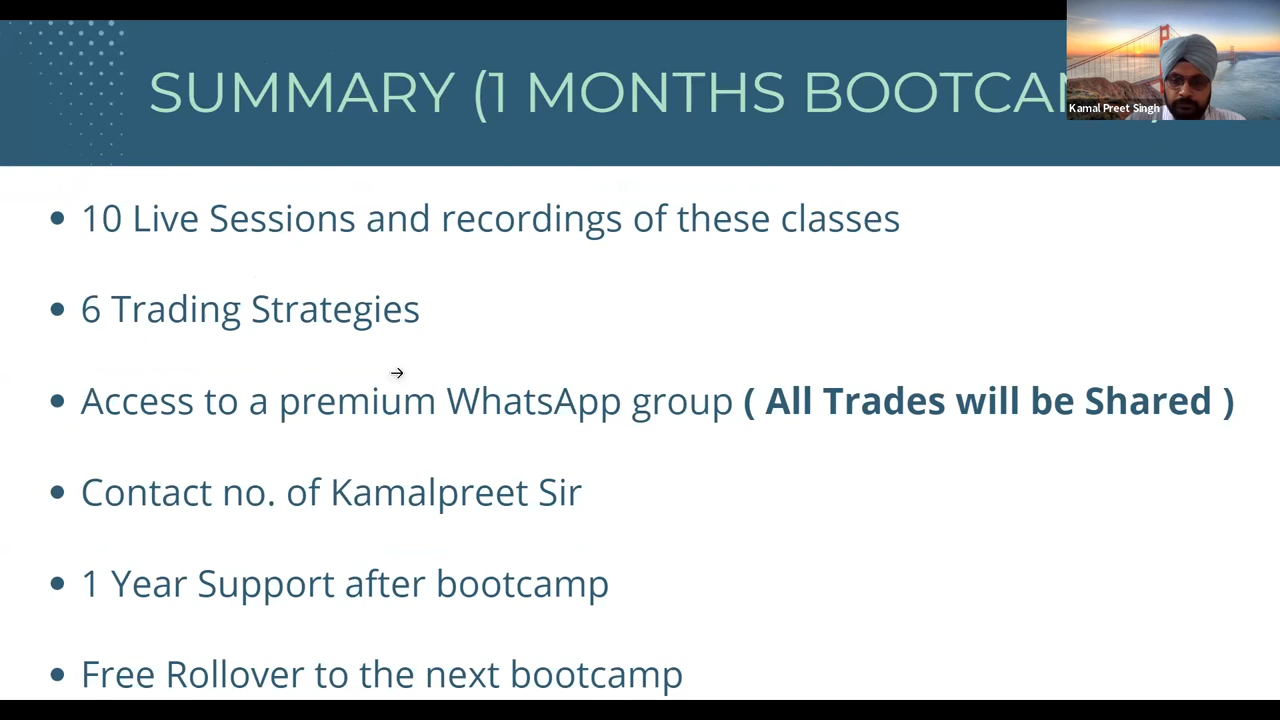 SUMMARY (1 MONTHS BOOTCA
Kamal Preet Singh
10 Live Sessions and recordings of these classes
6 Trading Strategies
Access to a premium WhatsApp group ( All Trades will be Shared )
Contact no. of Kamalpreet Sir
1 Year Support after bootcamp
Free Rollover to the next bootcamp